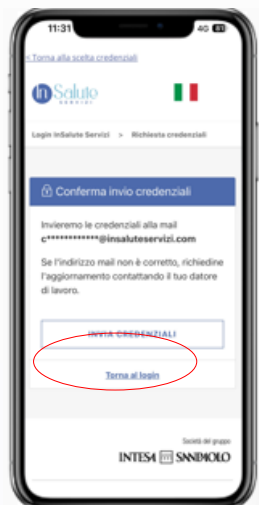 11:31
4G 61
< Torna alla scelta credenziali
InSalute
SERVIZI
Login InSalute Servizi > Richiesta credenziali
Conferma invio credenziali
Invieremo le credenziali alla mail
c************@insaluteservizi.com
Se l'indirizzo mail non è corretto, richiedine
l'aggiornamento contattando il tuo datore
di lavoro.
INVIA CREDENZIALI
Torna al login
Società del gruppo
INTESA SANPAOLO